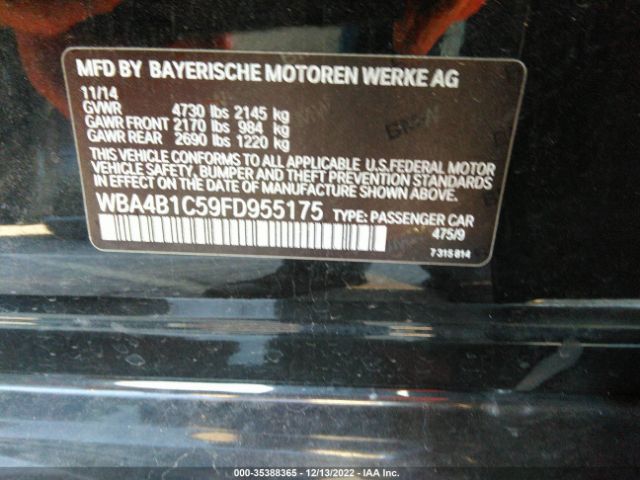 MFD BY BAYERISCHE MOTOREN WERKE AG
11/14
GVWR 4730 lbs 2145 kg
GAWR FRONT 2170 lbs 984 kg
GAWR REAR 2690 lbs 1220 kg
THIS VEHICLE CONFORMS TO ALL APPLICABLE U.S.FEDERAL MOTOR
VEHICLE SAFETY, BUMPER AND THEFT PREVENTION STANDARDS
IN EFFECT ON THE DATE OF MANUFACTURE SHOWN ABOVE.
WBA4B1C59FD955175 TYPE: PASSENGER CAR
475/9
7315814
000-35388365 - 12/13/2022 - IAA Inc.